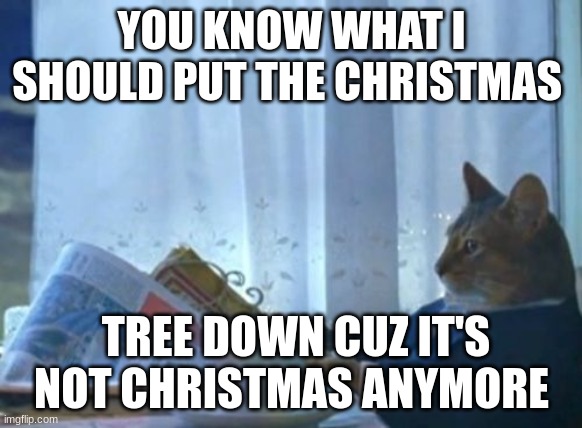 YOU KNOW WHAT I
SHOULD PUT THE CHRISTMAS
TREE DOWN CUZ IT'S
NOT CHRISTMAS ANYMORE
imgflip.com